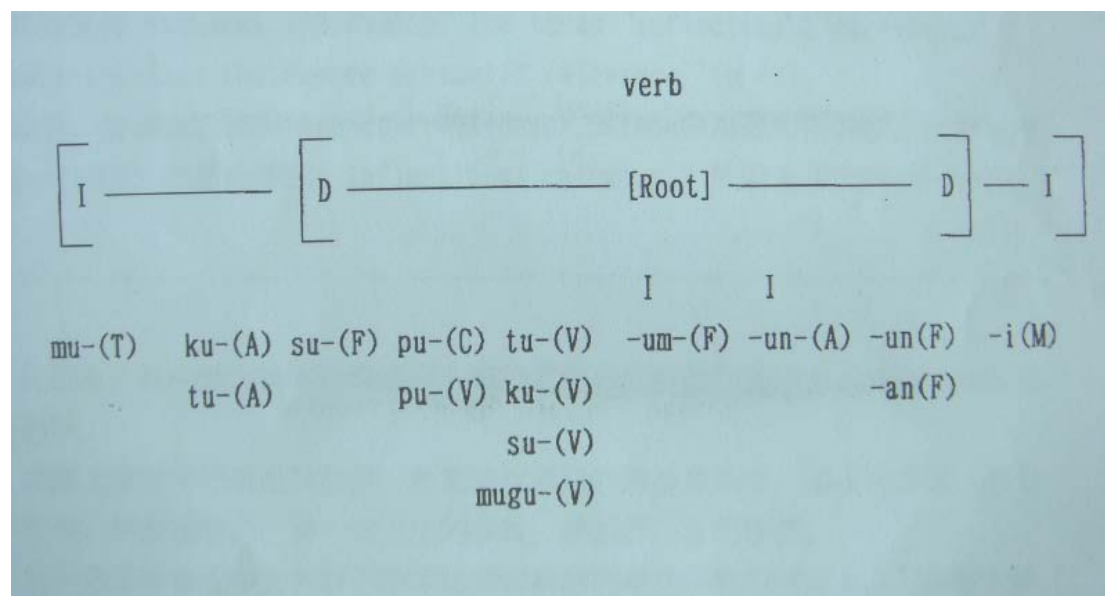 verb
I D [Root] D I
I I
mu-(T) ku-(A) su-(F) pu-(C) tu-(V) -um-(F) -un-(A) -un(F) -i(M)
tu-(A) pu-(V) ku-(V) -an(F)
su-(V)
mugu-(V)